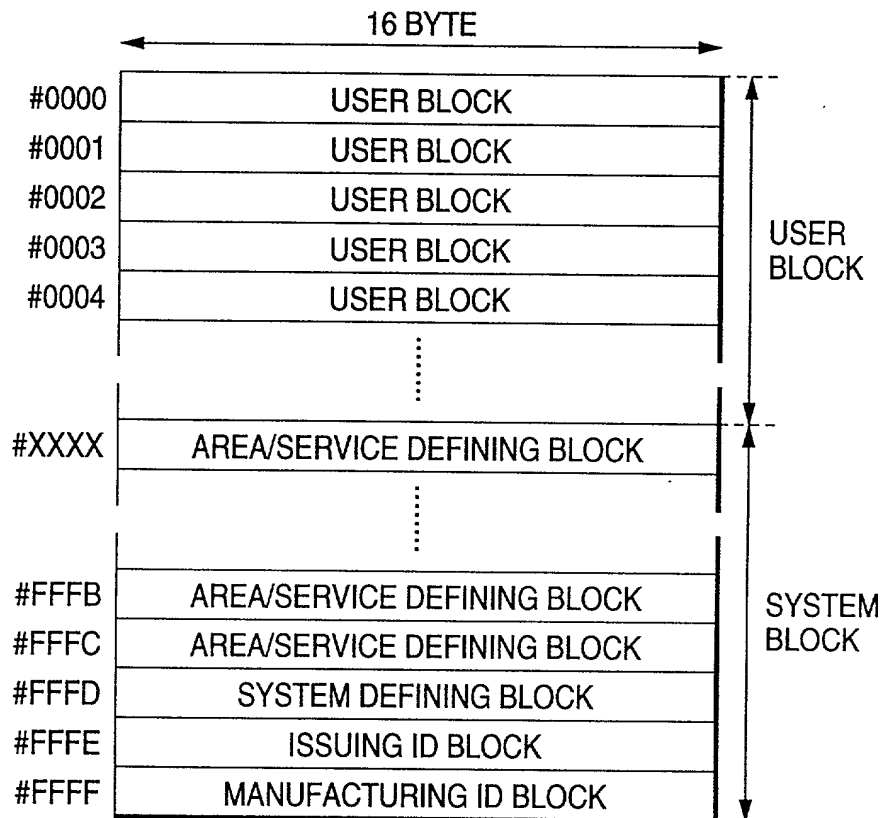 16 BYTE
#0000 USER BLOCK
#0001 USER BLOCK
#0002 USER BLOCK
#0003 USER BLOCK
#0004 USER BLOCK
USER
BLOCK
#XXXX AREA/SERVICE DEFINING BLOCK
#FFFB AREA/SERVICE DEFINING BLOCK
#FFFC AREA/SERVICE DEFINING BLOCK
#FFFD SYSTEM DEFINING BLOCK
#FFFE ISSUING ID BLOCK
#FFFF MANUFACTURING ID BLOCK
SYSTEM
BLOCK